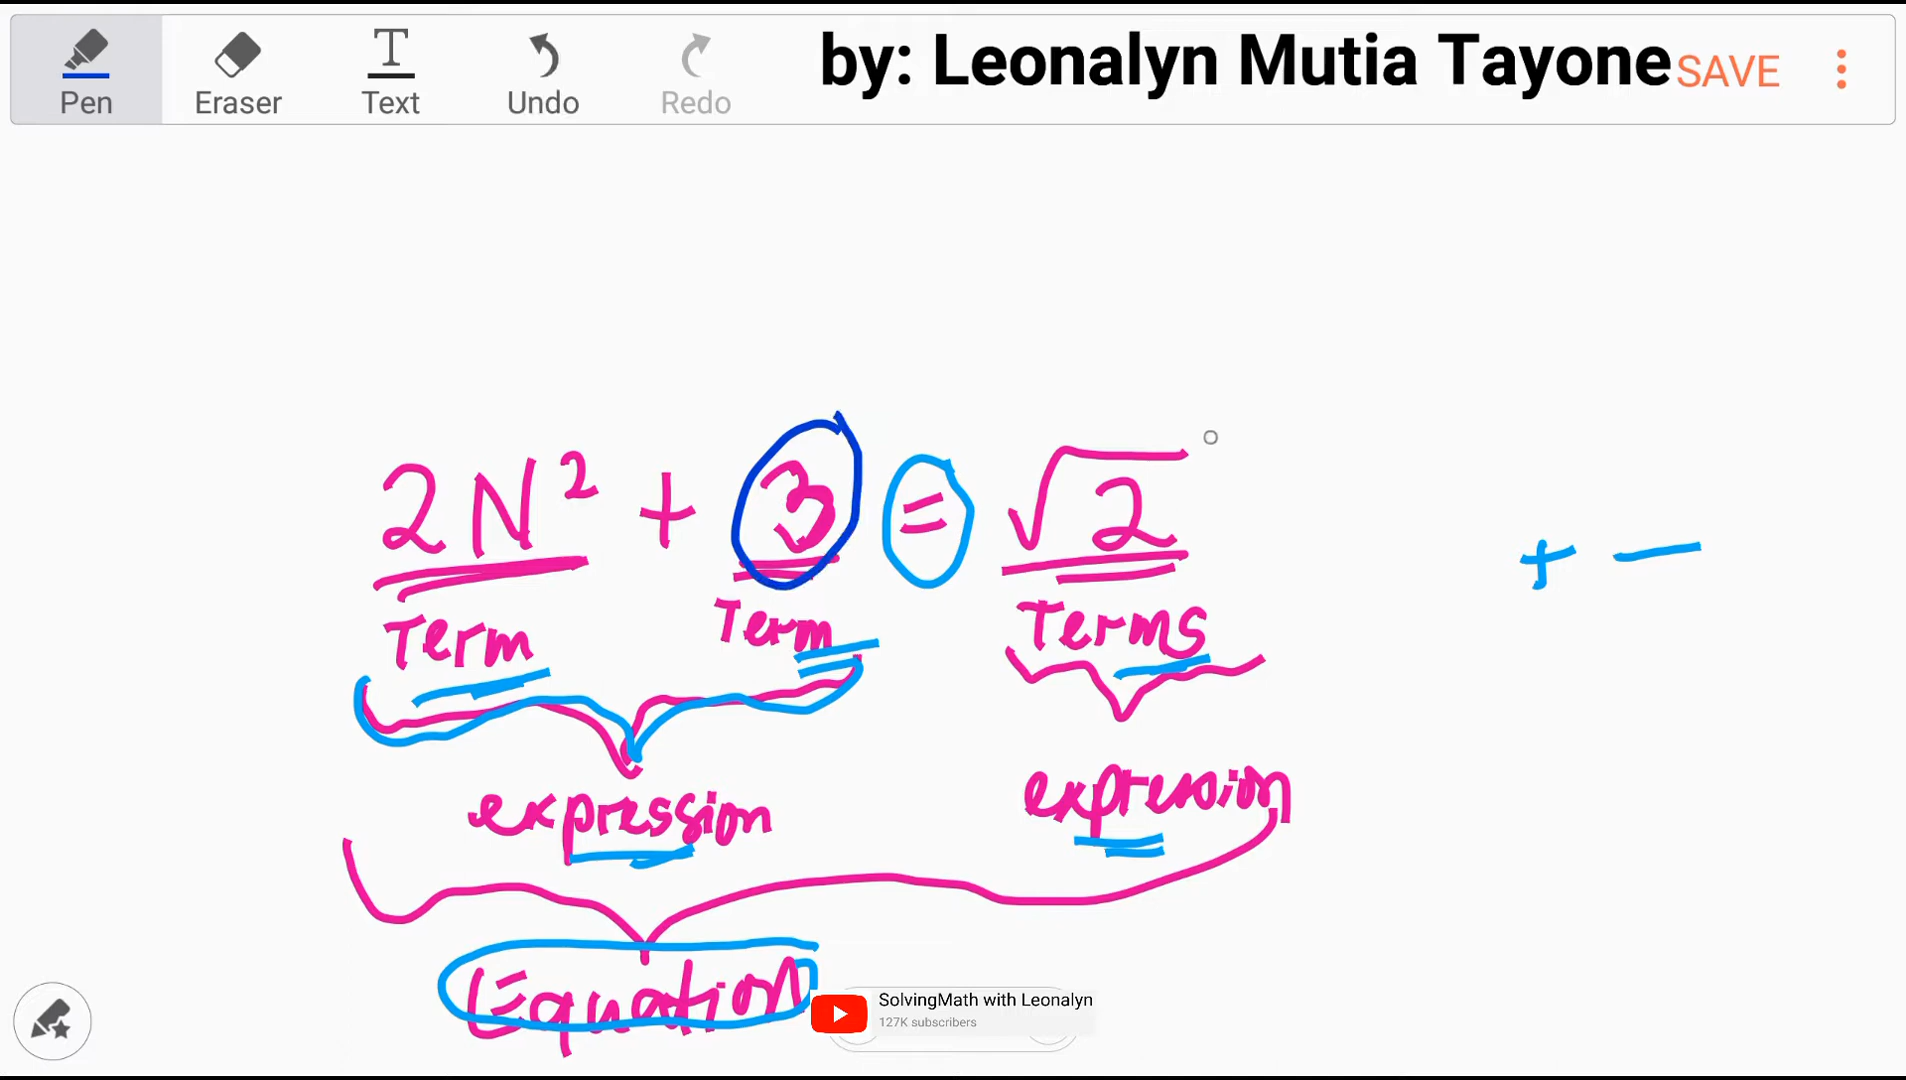 by: Leonalyn Mutia Tayone
Pen Eraser Text Undo Redo SAVE
2N² + 3 = √2
+ −
Term Term Terms
expression expression
Equation
SolvingMath with Leonalyn
127K subscribers